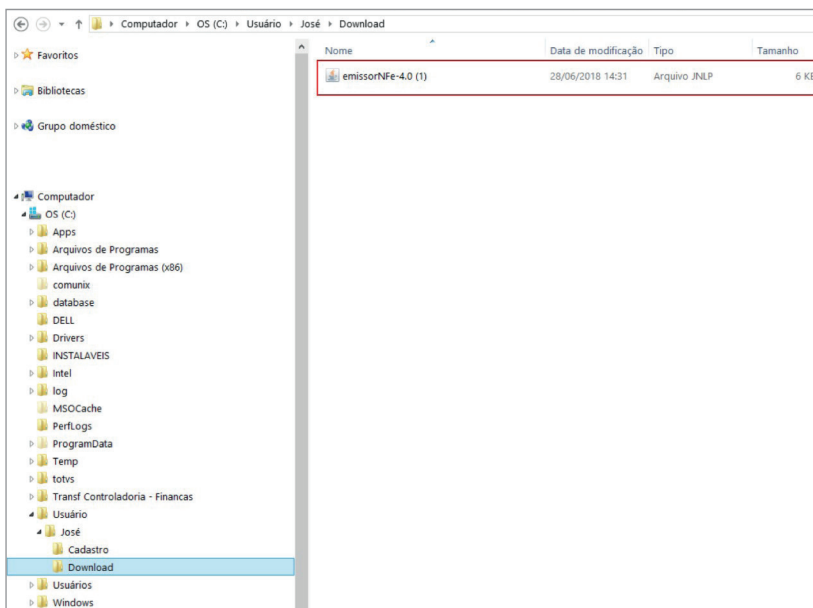 Computador OS (C:) Usuário José Download
Favoritos
Bibliotecas
Grupo doméstico
Computador
OS (C:)
Apps
Arquivos de Programas
Arquivos de Programas (x86)
comunix
database
DELL
Drivers
INSTALAVEIS
Intel
log
MSOCache
PerfLogs
ProgramData
Temp
totvs
Transf Controladoria - Financas
Usuário
José
Cadastro
Download
Usuários
Windows
Nome Data de modificação Tipo Tamanho
emissorNFe-4.0 (1) 28/06/2018 14:31 Arquivo JNLP 6 KB